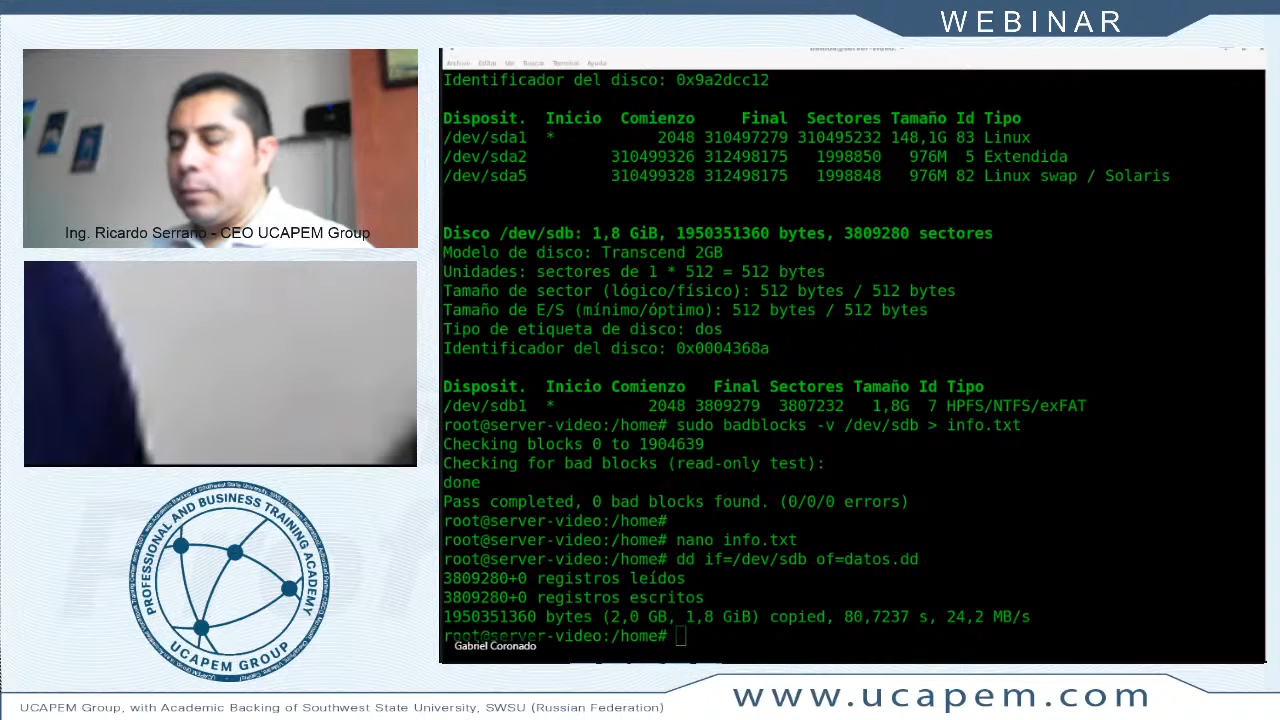 WEBINAR
Archivo Editar Ver Buscar Terminal Ayuda
Identificador del disco: 0x9a2dcc12
Disposit. Inicio Comienzo Final Sectores Tamaño Id Tipo
/dev/sda1 * 2048 310497279 310495232 148,1G 83 Linux
/dev/sda2 310499326 312498175 1998850 976M 5 Extendida
/dev/sda5 310499328 312498175 1998848 976M 82 Linux swap / Solaris
Disco /dev/sdb: 1,8 GiB, 1950351360 bytes, 3809280 sectores
Modelo de disco: Transcend 2GB
Unidades: sectores de 1 * 512 = 512 bytes
Tamaño de sector (lógico/físico): 512 bytes / 512 bytes
Tamaño de E/S (mínimo/óptimo): 512 bytes / 512 bytes
Tipo de etiqueta de disco: dos
Identificador del disco: 0x0004368a
Disposit. Inicio Comienzo Final Sectores Tamaño Id Tipo
/dev/sdb1 * 2048 3809279 3807232 1,8G 7 HPFS/NTFS/exFAT
root@server-video:/home# sudo badblocks -v /dev/sdb > info.txt
Checking blocks 0 to 1904639
Checking for bad blocks (read-only test):
done
Pass completed, 0 bad blocks found. (0/0/0 errors)
root@server-video:/home#
root@server-video:/home# nano info.txt
root@server-video:/home# dd if=/dev/sdb of=datos.dd
3809280+0 registros leídos
3809280+0 registros escritos
1950351360 bytes (2,0 GB, 1,8 GiB) copied, 80,7237 s, 24,2 MB/s
root@server-video:/home#
Gabriel Coronado
Ing. Ricardo Serrano - CEO UCAPEM Group
PROFESSIONAL AND BUSINESS TRAINING ACADEMY
UCAPEM GROUP
www.ucapem.com
UCAPEM Group, with Academic Backing of Southwest State University, SWSU (Russian Federation)